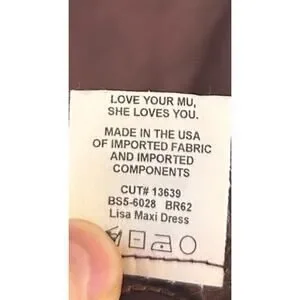 LOVE YOUR MU,
SHE LOVES YOU.
MADE IN THE USA
OF IMPORTED FABRIC
AND IMPORTED
COMPONENTS
CUT# 13639
BS5-6028 BR62
Lisa Maxi Dress